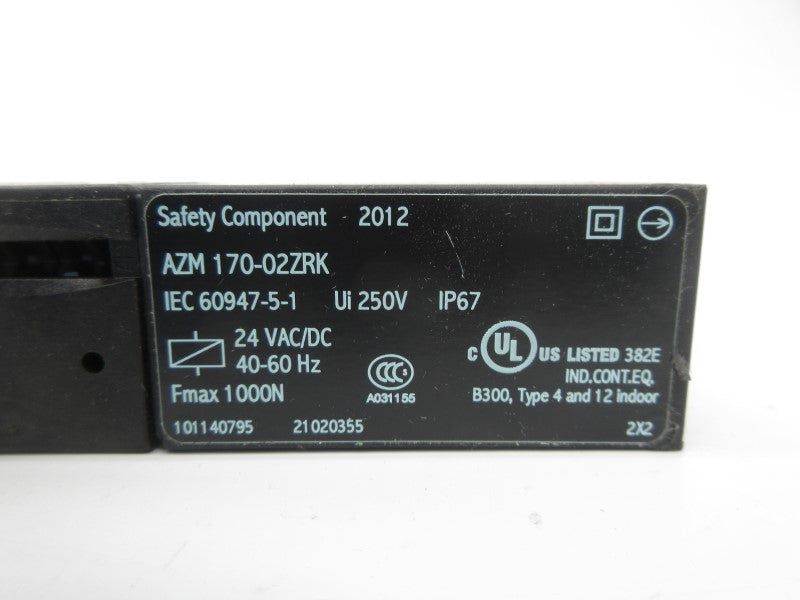 Safety Component 2012
AZM 170-02ZRK
IEC 60947-5-1 Ui 250V IP67
24 VAC/DC
40-60 Hz
Fmax 1000N
CCC S
A031155
C UL US LISTED 382E
IND.CONT.EQ.
B300, Type 4 and 12 indoor
101140795 21020355 2X2